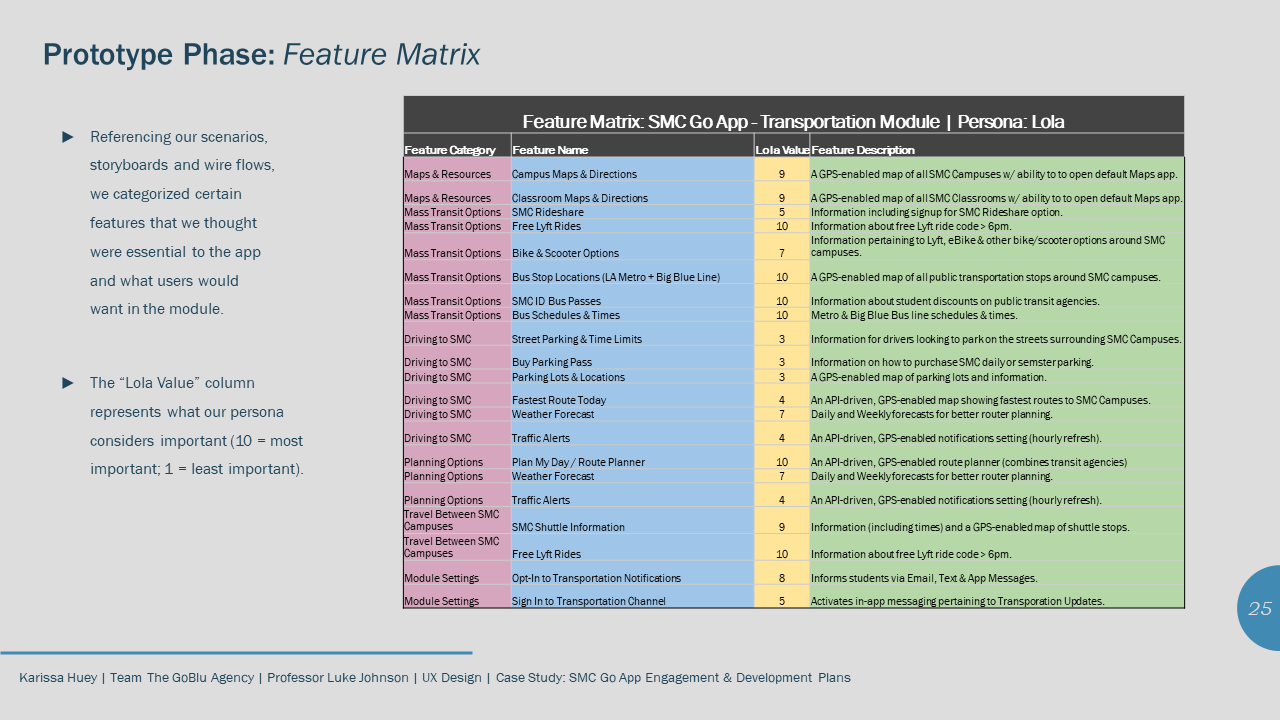 Prototype Phase: Feature Matrix
► Referencing our scenarios,
storyboards and wire flows,
we categorized certain
features that we thought
were essential to the app
and what users would
want in the module.
► The “Lola Value” column
represents what our persona
considers important (10 = most
important; 1 = least important).
Feature Matrix: SMC Go App - Transportation Module | Persona: Lola
Feature Category Feature Name Lola Value Feature Description
Maps & Resources Campus Maps & Directions 9 A GPS-enabled map of all SMC Campuses w/ ability to to open default Maps app.
Maps & Resources Classroom Maps & Directions 9 A GPS-enabled map of all SMC Classrooms w/ ability to to open default Maps app.
Mass Transit Options SMC Rideshare 5 Information including signup for SMC Rideshare option.
Mass Transit Options Free Lyft Rides 10 Information about free Lyft ride code > 6pm.
Information pertaining to Lyft, eBike & other bike/scooter options around SMC
Mass Transit Options Bike & Scooter Options 7 campuses.
Mass Transit Options Bus Stop Locations (LA Metro + Big Blue Line) 10 A GPS-enabled map of all public transportation stops around SMC campuses.
Mass Transit Options SMC ID Bus Passes 10 Information about student discounts on public transit agencies.
Mass Transit Options Bus Schedules & Times 10 Metro & Big Blue Bus line schedules & times.
Driving to SMC Street Parking & Time Limits 3 Information for drivers looking to park on the streets surrounding SMC Campuses.
Driving to SMC Buy Parking Pass 3 Information on how to purchase SMC daily or semster parking.
Driving to SMC Parking Lots & Locations 3 A GPS-enabled map of parking lots and information.
Driving to SMC Fastest Route Today 4 An API-driven, GPS-enabled map showing fastest routes to SMC Campuses.
Driving to SMC Weather Forecast 7 Daily and Weekly forecasts for better router planning.
Driving to SMC Traffic Alerts 4 An API-driven, GPS-enabled notifications setting (hourly refresh).
Planning Options Plan My Day / Route Planner 10 An API-driven, GPS-enabled route planner (combines transit agencies)
Planning Options Weather Forecast 7 Daily and Weekly forecasts for better router planning.
Planning Options Traffic Alerts 4 An API-driven, GPS-enabled notifications setting (hourly refresh).
Travel Between SMC
Campuses SMC Shuttle Information 9 Information (including times) and a GPS-enabled map of shuttle stops.
Travel Between SMC
Campuses Free Lyft Rides 10 Information about free Lyft ride code > 6pm.
Module Settings Opt-In to Transportation Notifications 8 Informs students via Email, Text & App Messages.
Module Settings Sign In to Transportation Channel 5 Activates in-app messaging pertaining to Transporation Updates.
25
Karissa Huey | Team The GoBlu Agency | Professor Luke Johnson | UX Design | Case Study: SMC Go App Engagement & Development Plans